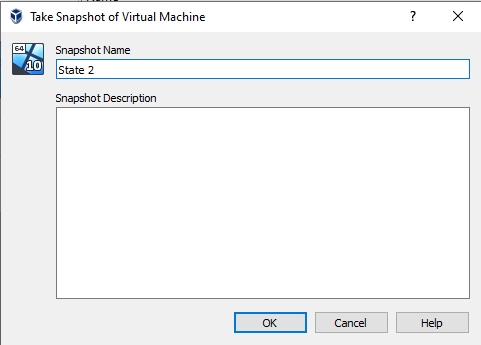 Take Snapshot of Virtual Machine
?
64
10
Snapshot Name
State 2
Snapshot Description
OK
Cancel
Help